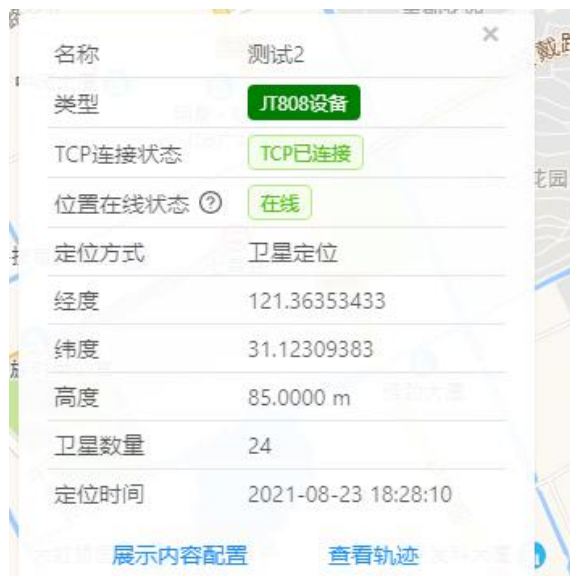 名称 测试2
类型 JT808设备
TCP连接状态 TCP已连接
位置在线状态 ? 在线
定位方式 卫星定位
经度 121.36353433
纬度 31.12309383
高度 85.0000 m
卫星数量 24
定位时间 2021-08-23 18:28:10
展示内容配置 查看轨迹
花园